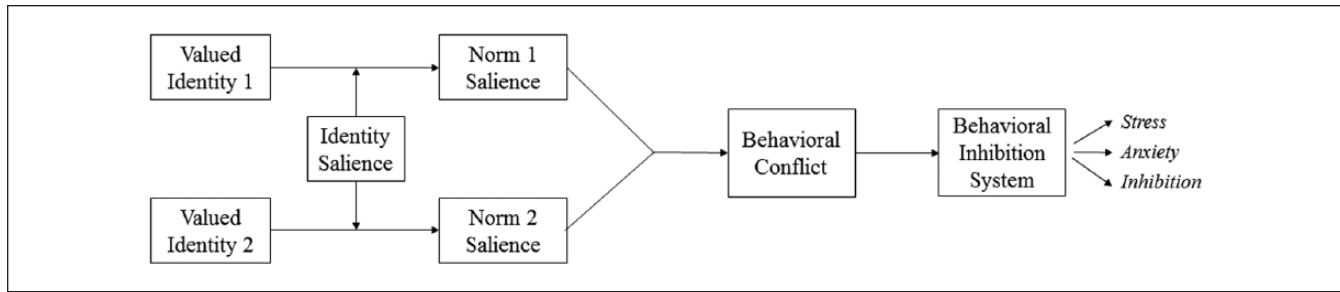 Valued
Identity 1
Norm 1
Salience
Identity
Salience
Valued
Identity 2
Norm 2
Salience
Behavioral
Conflict
Behavioral
Inhibition
System
Stress
Anxiety
Inhibition